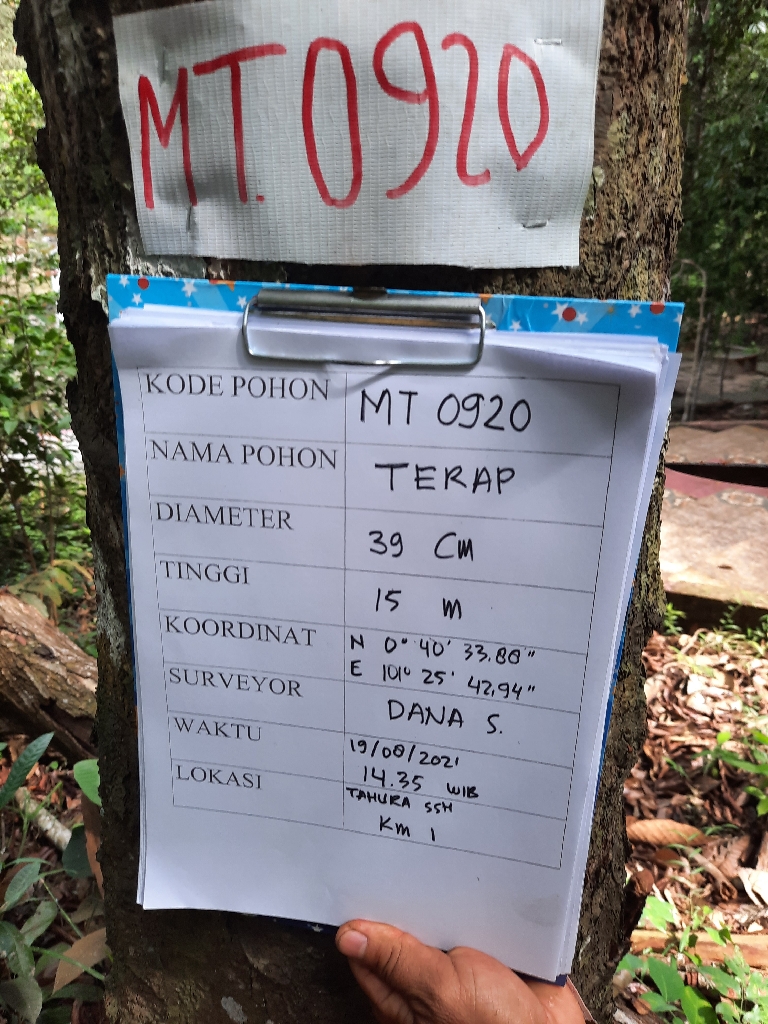 MT.0920
KODE POHON MT 0920
NAMA POHON TERAP
DIAMETER 39 Cm
TINGGI 15 m
KOORDINAT N 0° 40' 33,88"
E 101° 25' 42,94"
SURVEYOR DANA S.
WAKTU 19/08/2021
14.35 WIB
LOKASI TAHURA SSH
Km 1